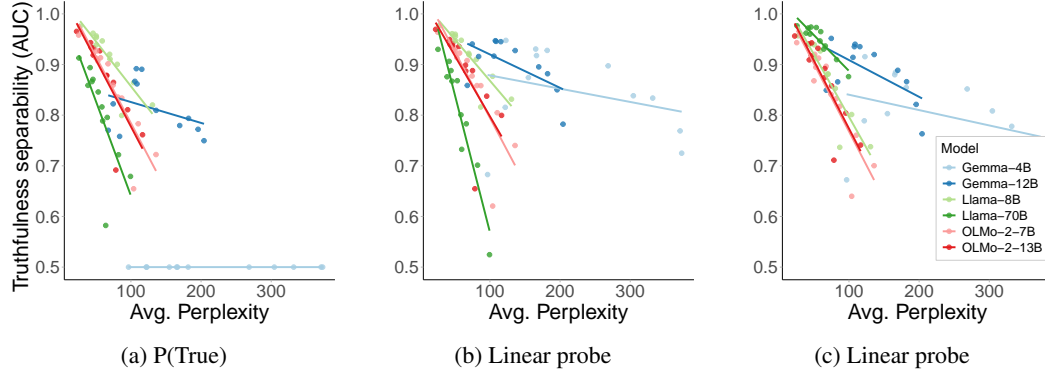 Truthfulness separability (AUC)
1.0
0.9
0.8
0.7
0.6
0.5
100
200
300
Avg. Perplexity
(a) P(True)
1.0
0.9
0.8
0.7
0.6
0.5
100
200
300
Avg. Perplexity
(b) Linear probe
1.0
0.9
0.8
0.7
0.6
0.5
100
200
300
Avg. Perplexity
(c) Linear probe
Model
Gemma−4B
Gemma−12B
Llama−8B
Llama−70B
OLMo−2−7B
OLMo−2−13B